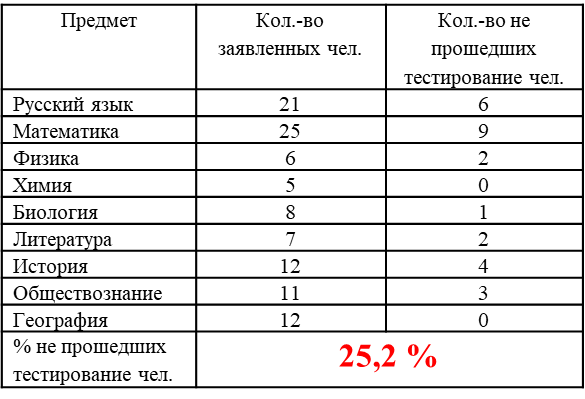 Предмет Кол.-во заявленных чел. Кол.-во не прошедших тестирование чел.
Русский язык 21 6
Математика 25 9
Физика 6 2
Химия 5 0
Биология 8 1
Литература 7 2
История 12 4
Обществознание 11 3
География 12 0
% не прошедших тестирование чел. 25,2 %